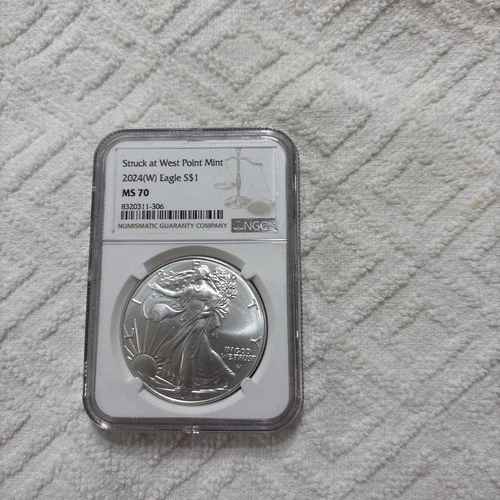 Struck at West Point Mint
2024(W) Eagle S$1
MS 70
8320311-306
NUMISMATIC GUARANTY COMPANY
NGC
IN GOD
WE TRUST